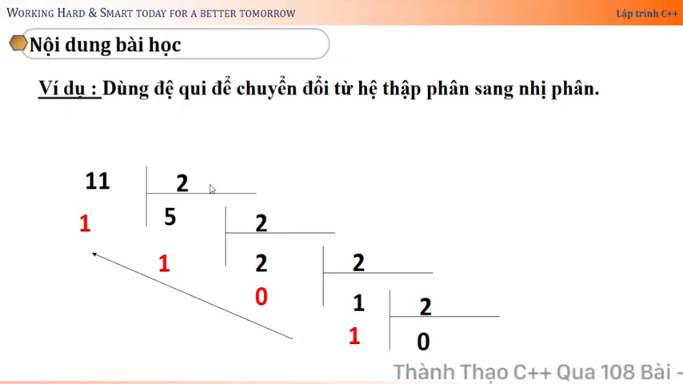 WORKING HARD & SMART TODAY FOR A BETTER TOMORROW
Lập trình C++
Nội dung bài học
Ví dụ : Dùng đệ qui để chuyển đổi từ hệ thập phân sang nhị phân.
11 2
1 5 2
1 2 2
0 1 2
1 0
Thành Thạo C++ Qua 108 Bài -